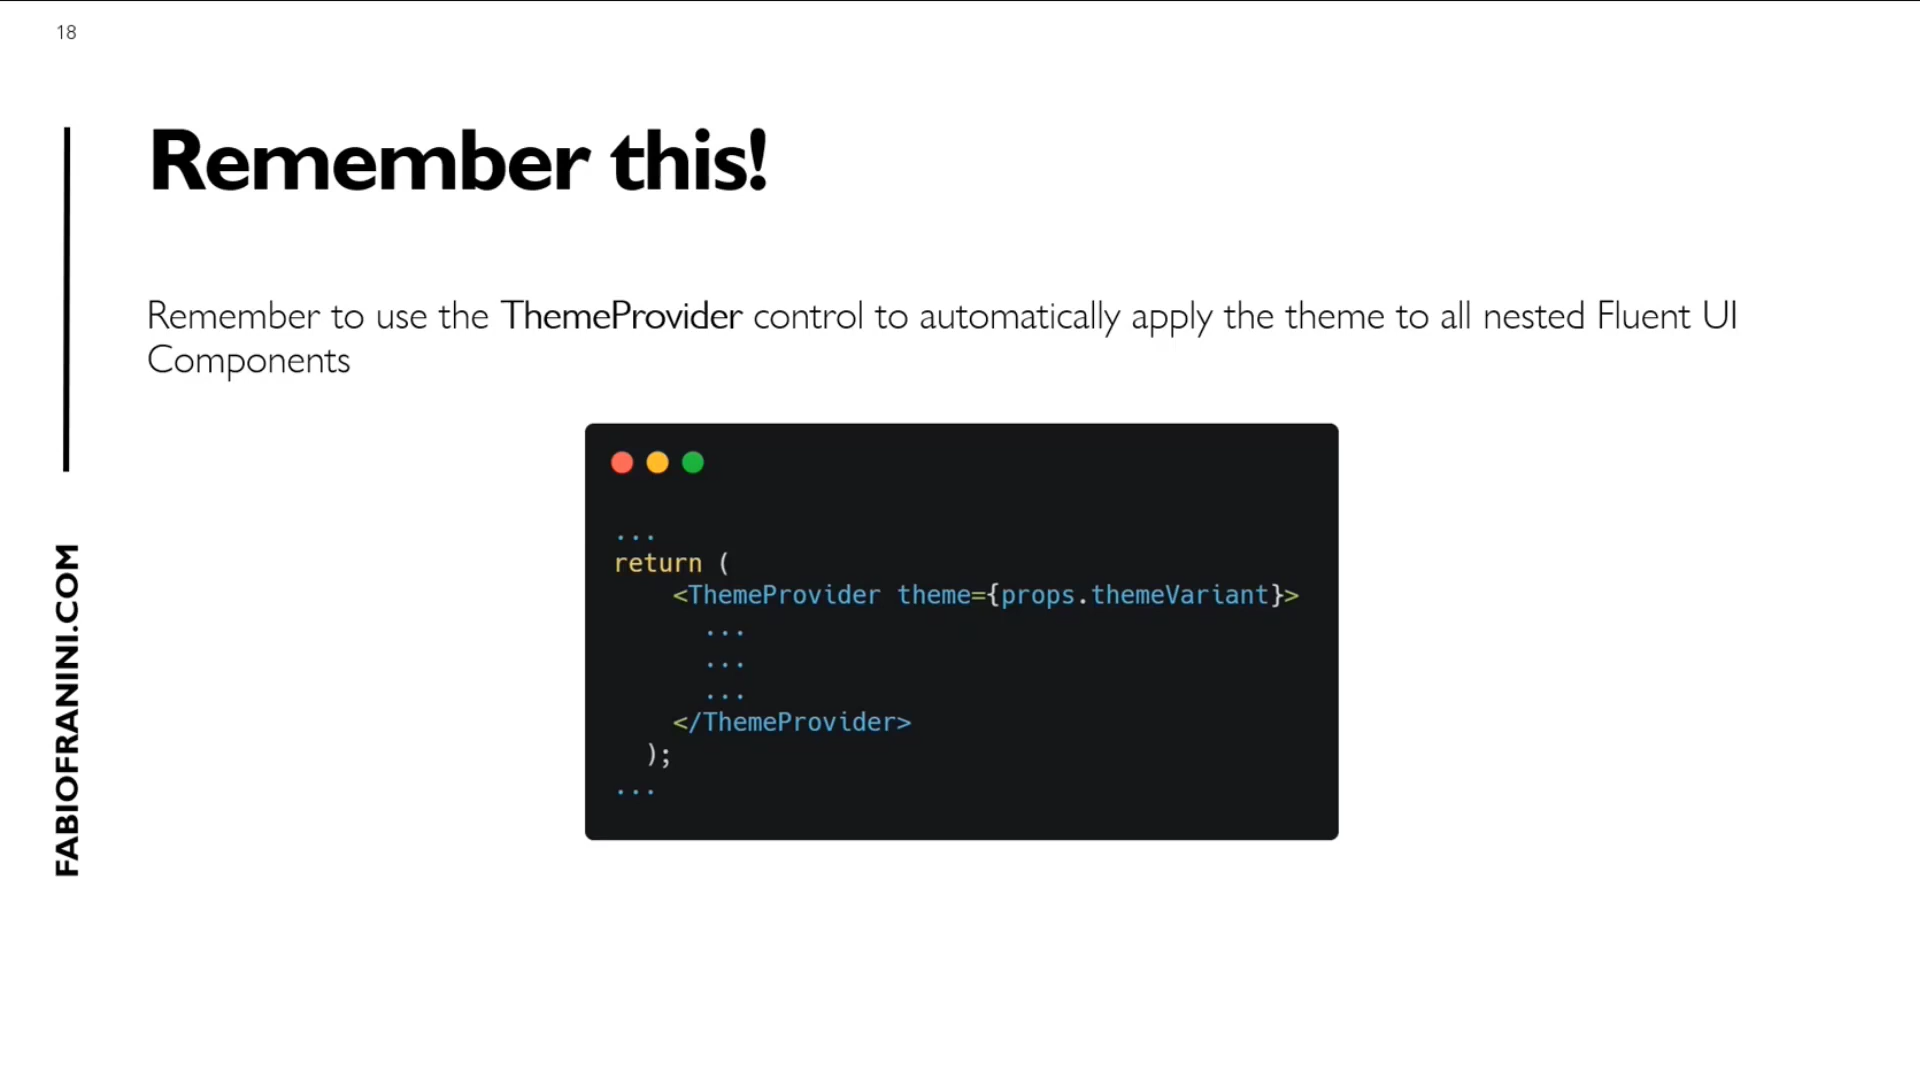 18
Remember this!
Remember to use the ThemeProvider control to automatically apply the theme to all nested Fluent UI
Components
...
return (
<ThemeProvider theme={props.themeVariant}>
...
...
...
</ThemeProvider>
);
...
FABIOFRANINI.COM